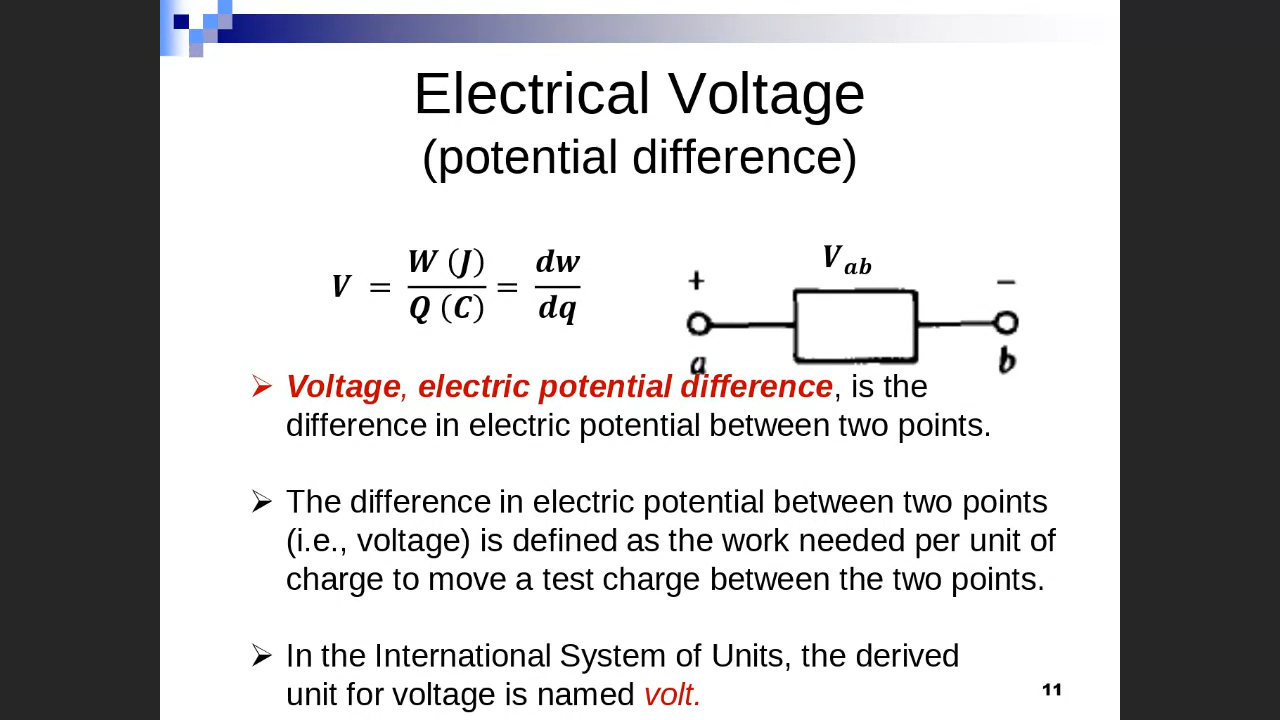 Electrical Voltage
(potential difference)
V = W (J) / Q (C) = dw / dq
V_ab
+ −
a b
➢ Voltage, electric potential difference, is the
difference in electric potential between two points.
➢ The difference in electric potential between two points
(i.e., voltage) is defined as the work needed per unit of
charge to move a test charge between the two points.
➢ In the International System of Units, the derived
unit for voltage is named volt.
11